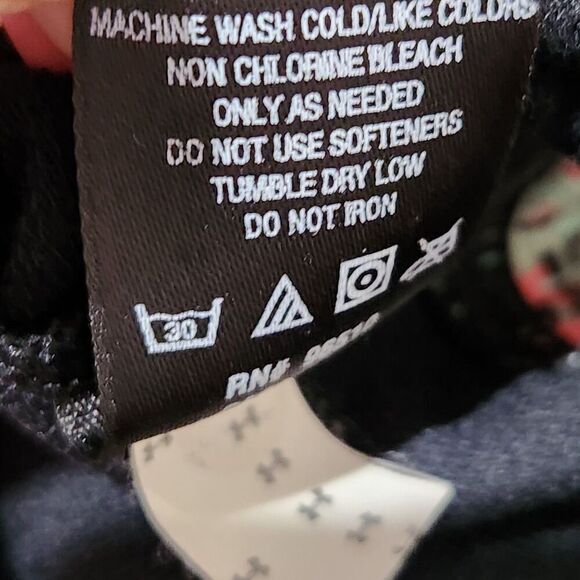 MACHINE WASH COLD/LIKE COLORS
NON CHLORINE BLEACH
ONLY AS NEEDED
DO NOT USE SOFTENERS
TUMBLE DRY LOW
DO NOT IRON
30
RN#